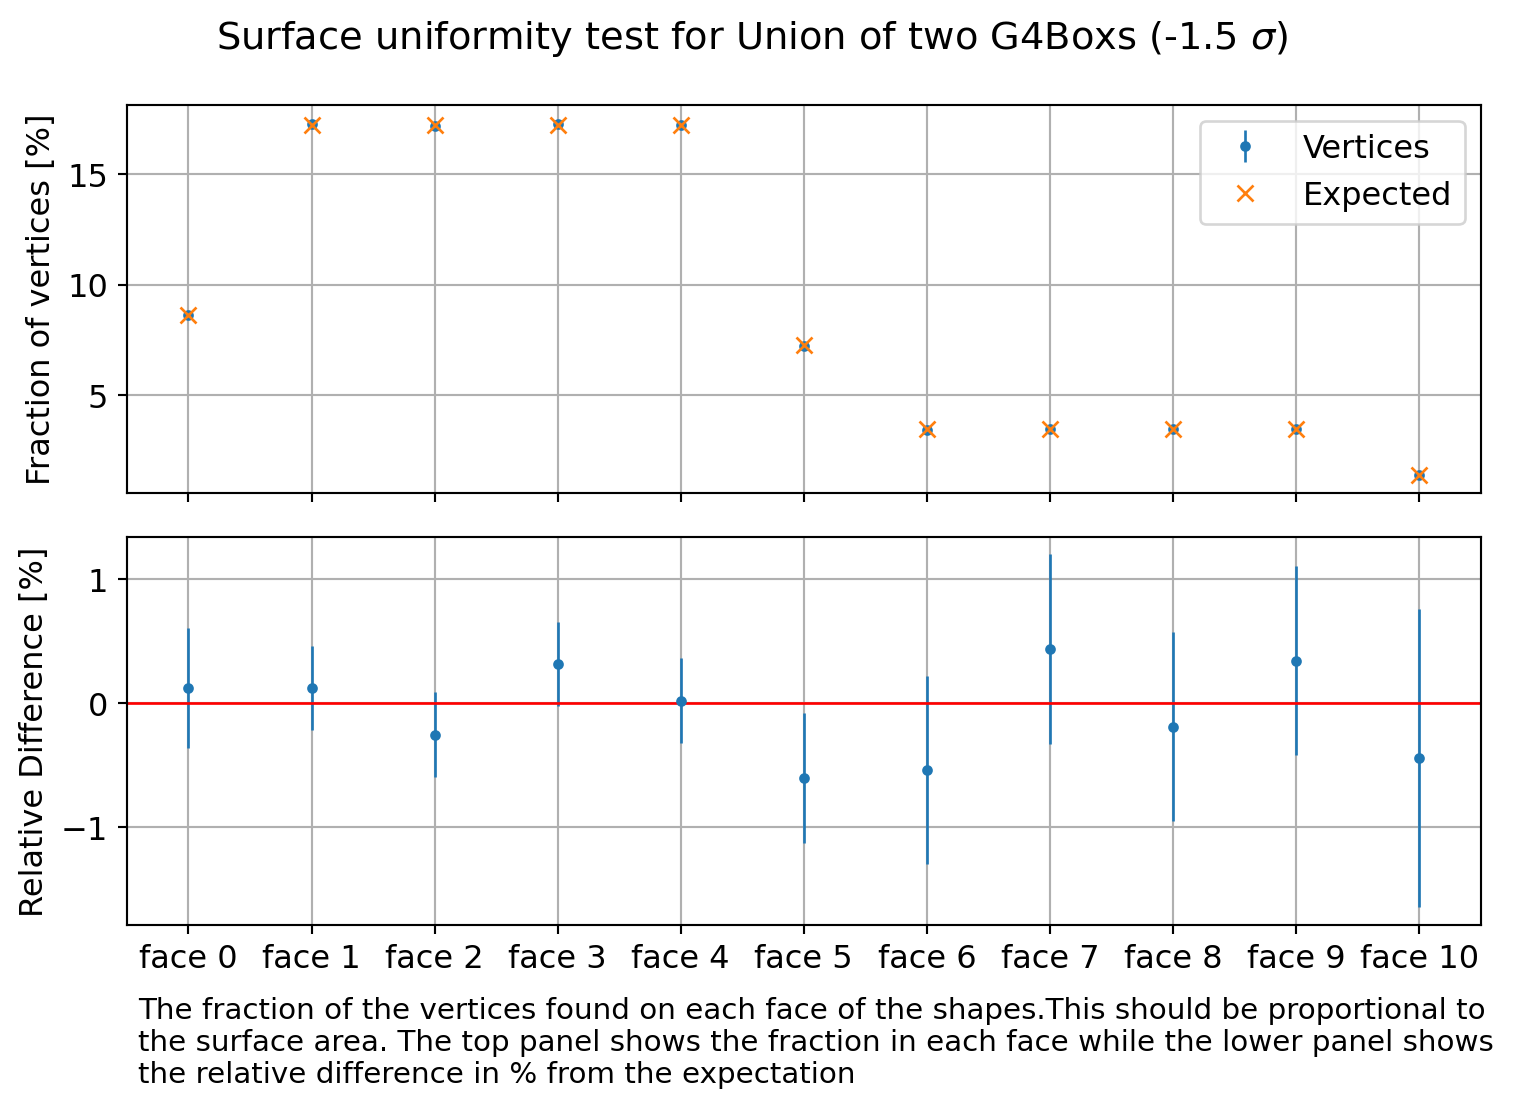 Surface uniformity test for Union of two G4Boxs (-1.5 σ)
Fraction of vertices [%]
15
10
5
Vertices
Expected
Relative Difference [%]
1
0
−1
face 0 face 1 face 2 face 3 face 4 face 5 face 6 face 7 face 8 face 9 face 10
The fraction of the vertices found on each face of the shapes.This should be proportional to
the surface area. The top panel shows the fraction in each face while the lower panel shows
the relative difference in % from the expectation